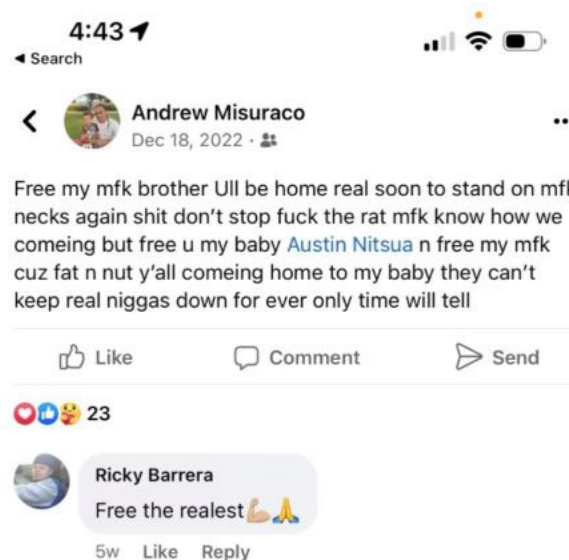 4:43
Search
Andrew Misuraco
Dec 18, 2022 ·
Free my mfk brother Ull be home real soon to stand on mfk
necks again shit don't stop fuck the rat mfk know how we
comeing but free u my baby Austin Nitsua n free my mfk
cuz fat n nut y'all comeing home to my baby they can't
keep real niggas down for ever only time will tell
Like Comment Send
23
Ricky Barrera
Free the realest💪🏼🙏
5w Like Reply